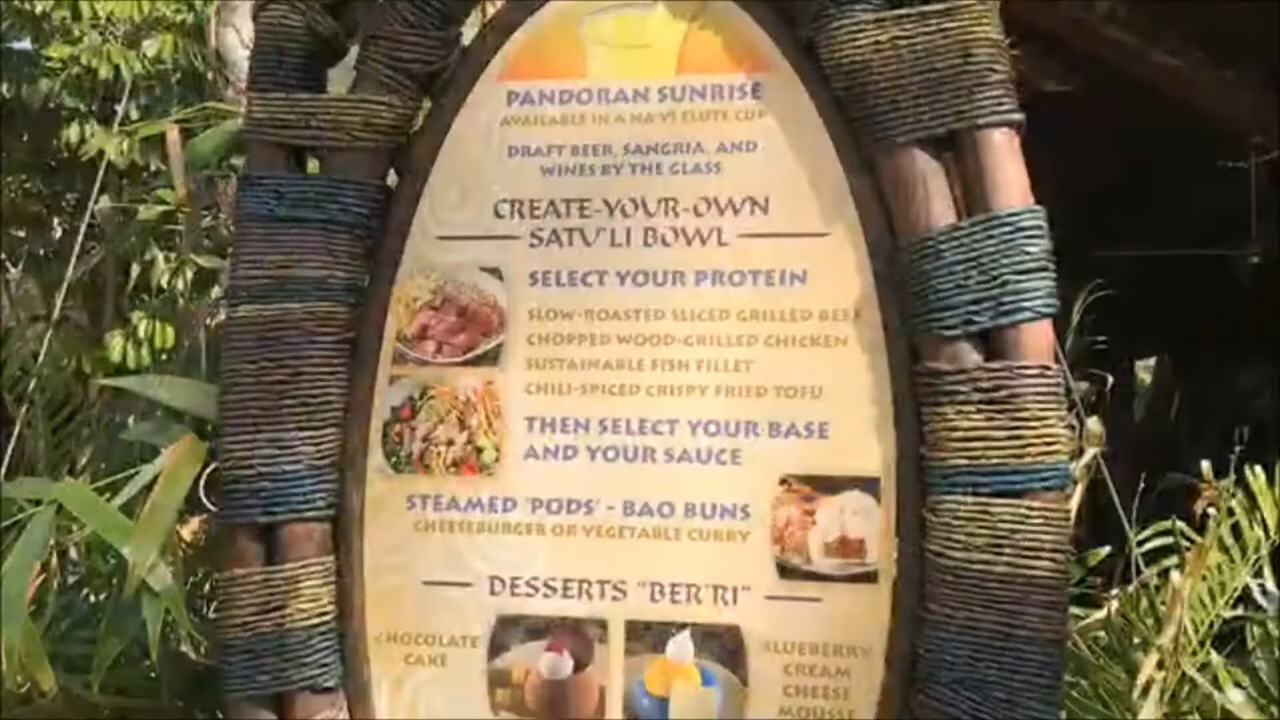 PANDORAN SUNRISE
AVAILABLE IN A NA'VI FLUTE CUP
DRAFT BEER, SANGRIA, AND
WINES BY THE GLASS
CREATE-YOUR-OWN
SATU'LI BOWL
SELECT YOUR PROTEIN
SLOW-ROASTED SLICED GRILLED BEEF
CHOPPED WOOD-GRILLED CHICKEN
SUSTAINABLE FISH FILLET
CHILI-SPICED CRISPY FRIED TOFU
THEN SELECT YOUR BASE
AND YOUR SAUCE
STEAMED 'PODS' - BAO BUNS
CHEESEBURGER OR VEGETABLE CURRY
DESSERTS "BER'RI"
CHOCOLATE
CAKE
BLUEBERRY
CREAM
CHEESE
MOUSSE